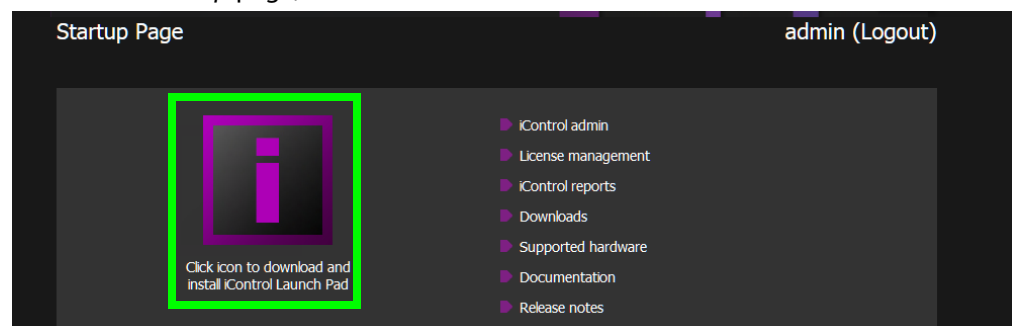 Startup Page
admin (Logout)
i
Click icon to download and
install iControl Launch Pad
iControl admin
License management
iControl reports
Downloads
Supported hardware
Documentation
Release notes